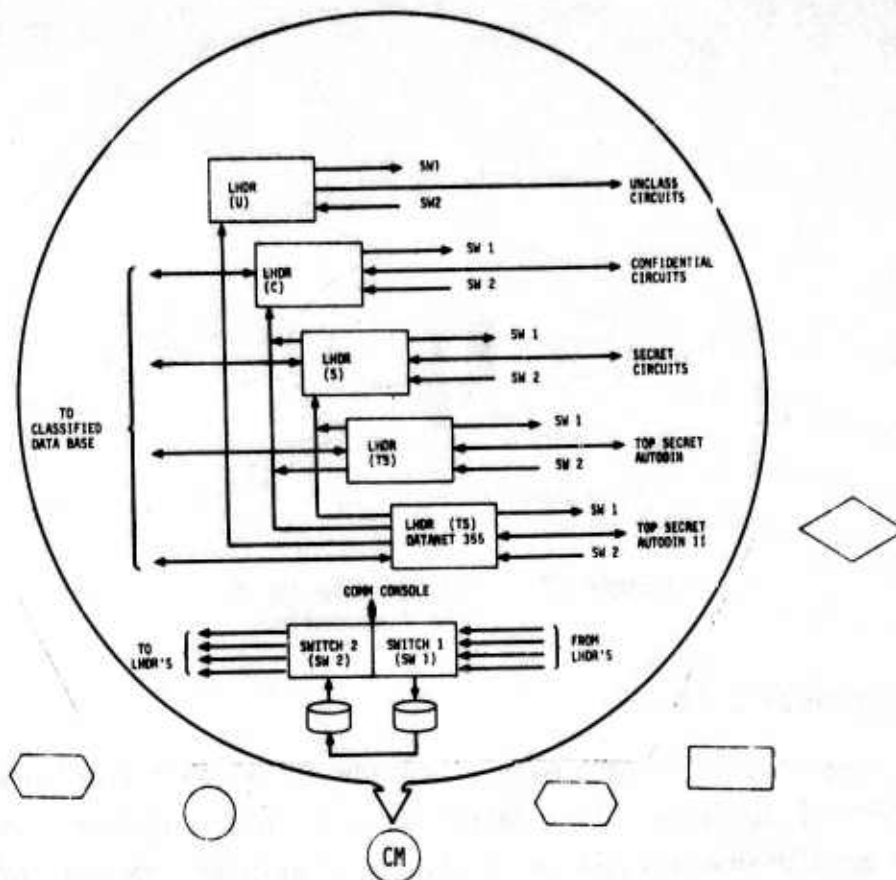 LHDR
(U)
SW1
SW2
UNCLASS
CIRCUITS
LHDR
(C)
SW 1
SW 2
CONFIDENTIAL
CIRCUITS
LHDR
(S)
SW 1
SW 2
SECRET
CIRCUITS
TO
CLASSIFIED
DATA BASE
LHDR
(TS)
SW 1
SW 2
TOP SECRET
AUTODIN
LHDR (TS)
DATANET 355
SW 1
SW 2
TOP SECRET
AUTODIN II
COMM CONSOLE
TO
LHDR'S
SWITCH 2
(SW 2)
SWITCH 1
(SW 1)
FROM
LHDR'S
CM